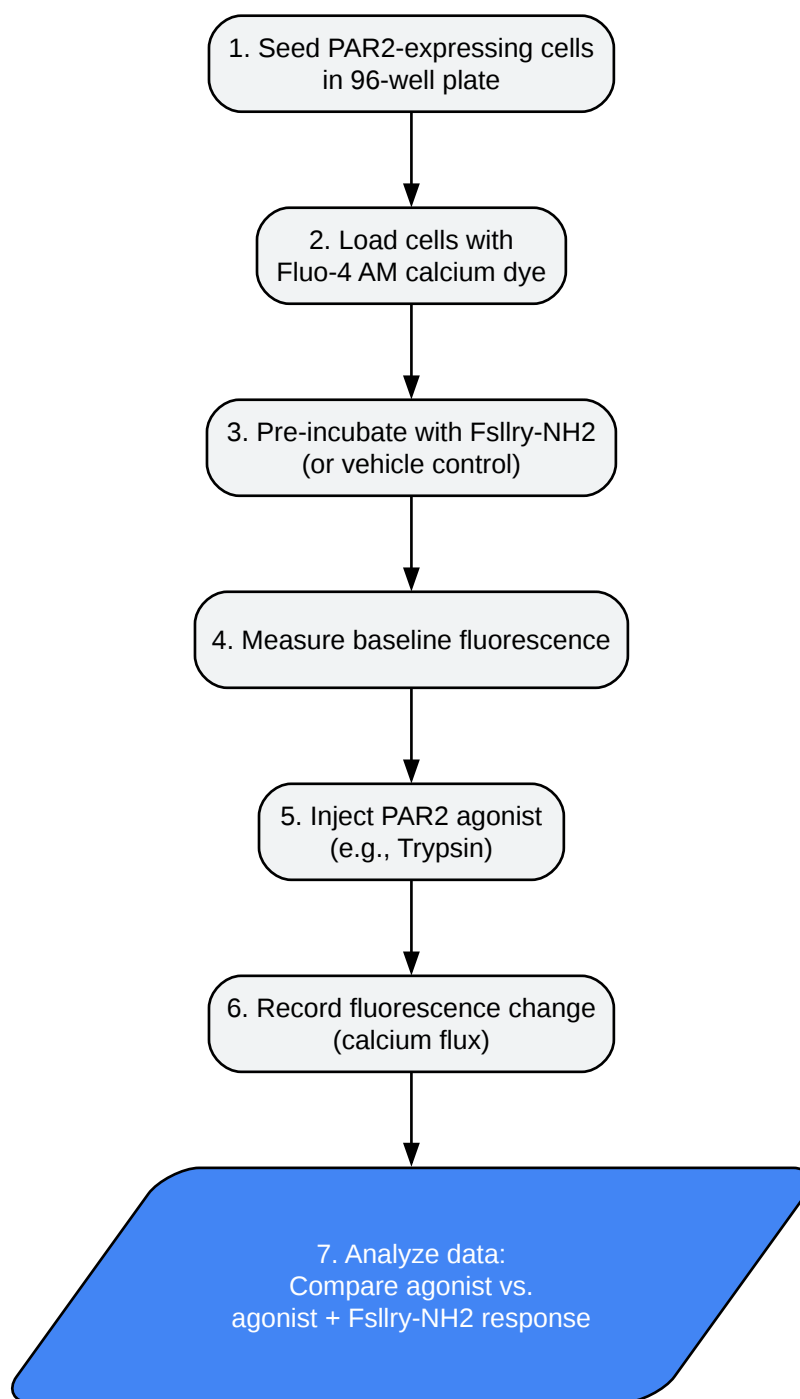 1. Seed PAR2-expressing cells
in 96-well plate
2. Load cells with
Fluo-4 AM calcium dye
3. Pre-incubate with Fsllry-NH2
(or vehicle control)
4. Measure baseline fluorescence
5. Inject PAR2 agonist
(e.g., Trypsin)
6. Record fluorescence change
(calcium flux)
7. Analyze data:
Compare agonist vs.
agonist + Fsllry-NH2 response